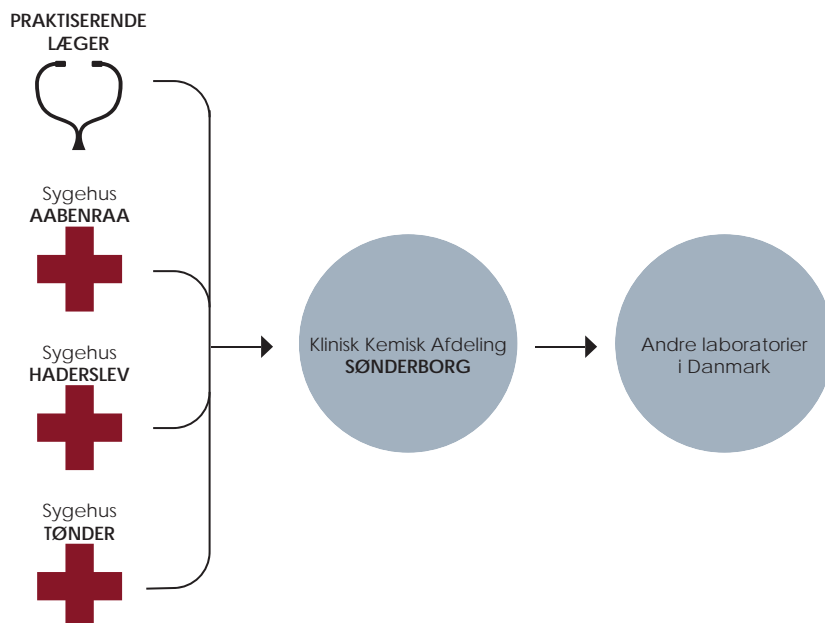 PRAKTISERENDE
LÆGER
Sygehus
AABENRAA
Sygehus
HADERSLEV
Sygehus
TØNDER
Klinisk Kemisk Afdeling
SØNDERBORG
Andre laboratorier
i Danmark